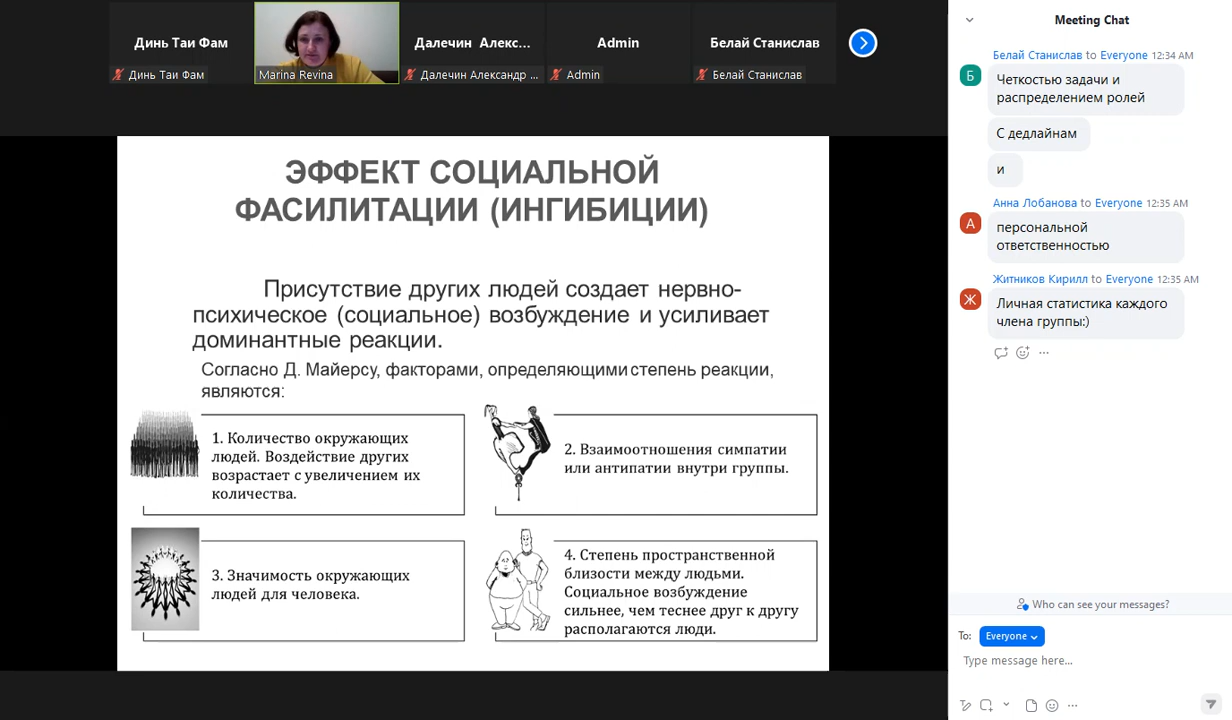 Динь Таи Фам
Динь Таи Фам
Marina Revina
Далечин Алекс...
Далечин Александр ...
Admin
Admin
Белай Станислав
Белай Станислав
ЭФФЕКТ СОЦИАЛЬНОЙ
ФАСИЛИТАЦИИ (ИНГИБИЦИИ)
Присутствие других людей создает нервно-
психическое (социальное) возбуждение и усиливает
доминантные реакции.
Согласно Д. Майерсу, факторами, определяющими степень реакции,
являются:
1. Количество окружающих
людей. Воздействие других
возрастает с увеличением их
количества.
2. Взаимоотношения симпатии
или антипатии внутри группы.
3. Значимость окружающих
людей для человека.
4. Степень пространственной
близости между людьми.
Социальное возбуждение
сильнее, чем теснее друг к другу
располагаются люди.
Meeting Chat
Белай Станислав to Everyone 12:34 AM
Б
Четкостью задачи и
распределением ролей
С дедлайнам
и
Анна Лобанова to Everyone 12:35 AM
А
персональной
ответственностью
Житников Кирилл to Everyone 12:35 AM
Ж
Личная статистика каждого
члена группы:)
Who can see your messages?
To: Everyone
Type message here...